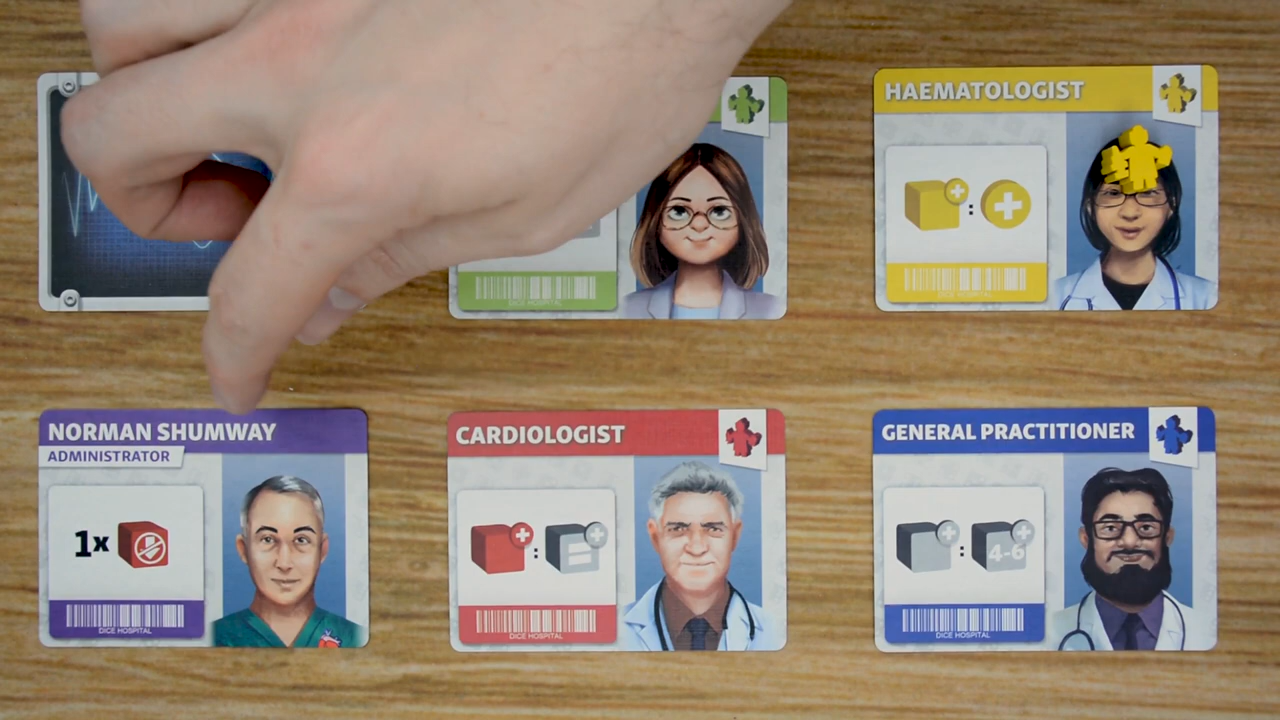 HAEMATOLOGIST
DICE HOSPITAL
DICE HOSPITAL
NORMAN SHUMWAY
ADMINISTRATOR
1x
DICE HOSPITAL
CARDIOLOGIST
:
=
DICE HOSPITAL
GENERAL PRACTITIONER
:
4-6
DICE HOSPITAL